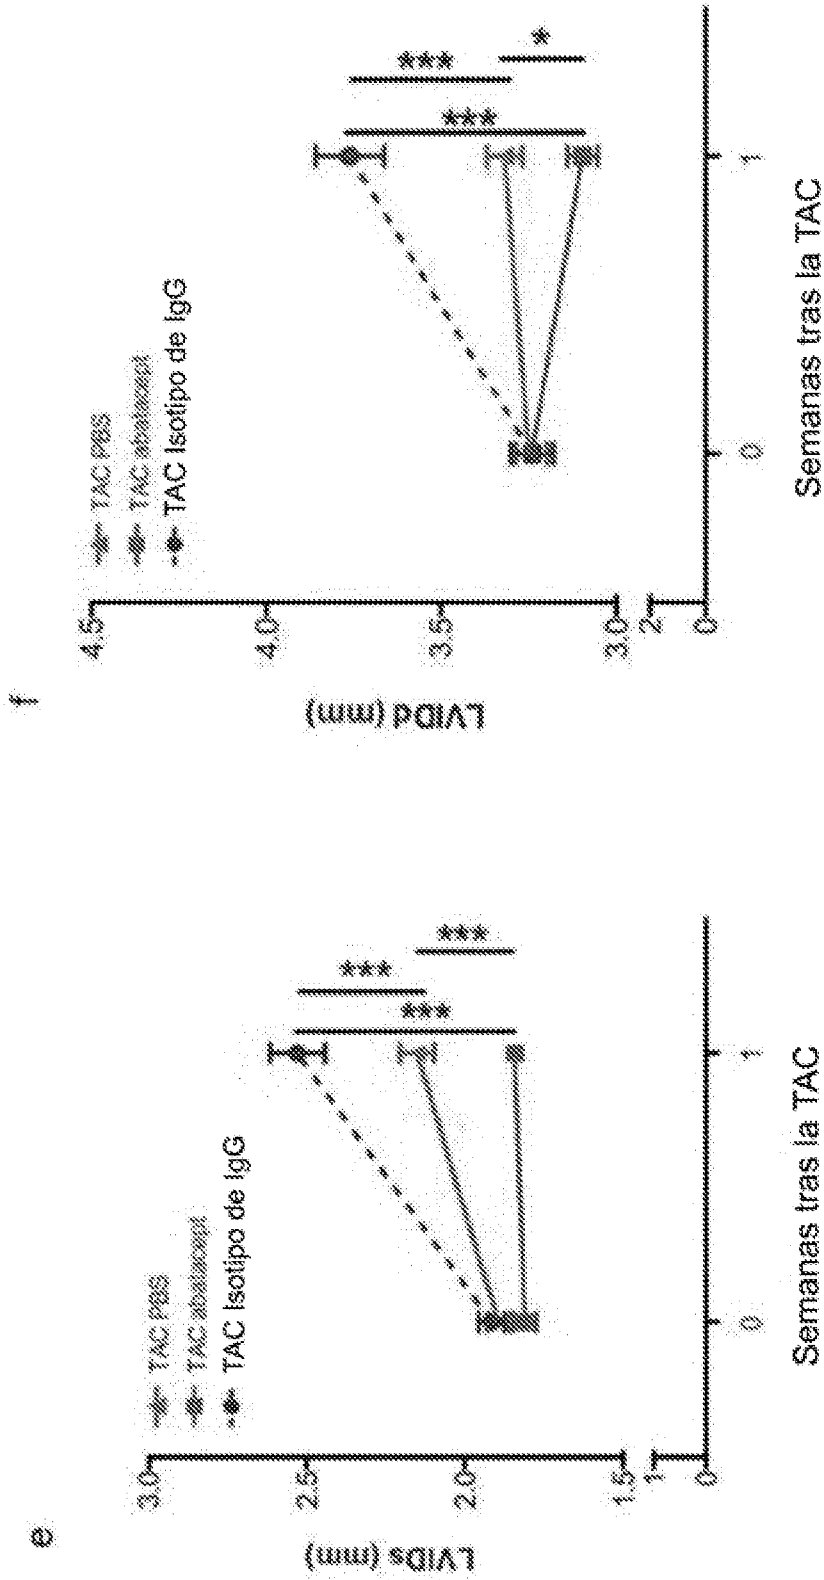 e
TAC PBS
TAC abatacept
TAC Isotipo de IgG
LVIDs (mm)
3.0
2.5
2.0
1.5
1
0
***
***
***
0
1
Semanas tras la TAC
f
TAC PBS
TAC abatacept
TAC Isotipo de IgG
LVIDd (mm)
4.5
4.0
3.5
3.0
2
0
***
***
*
0
1
Semanas tras la TAC